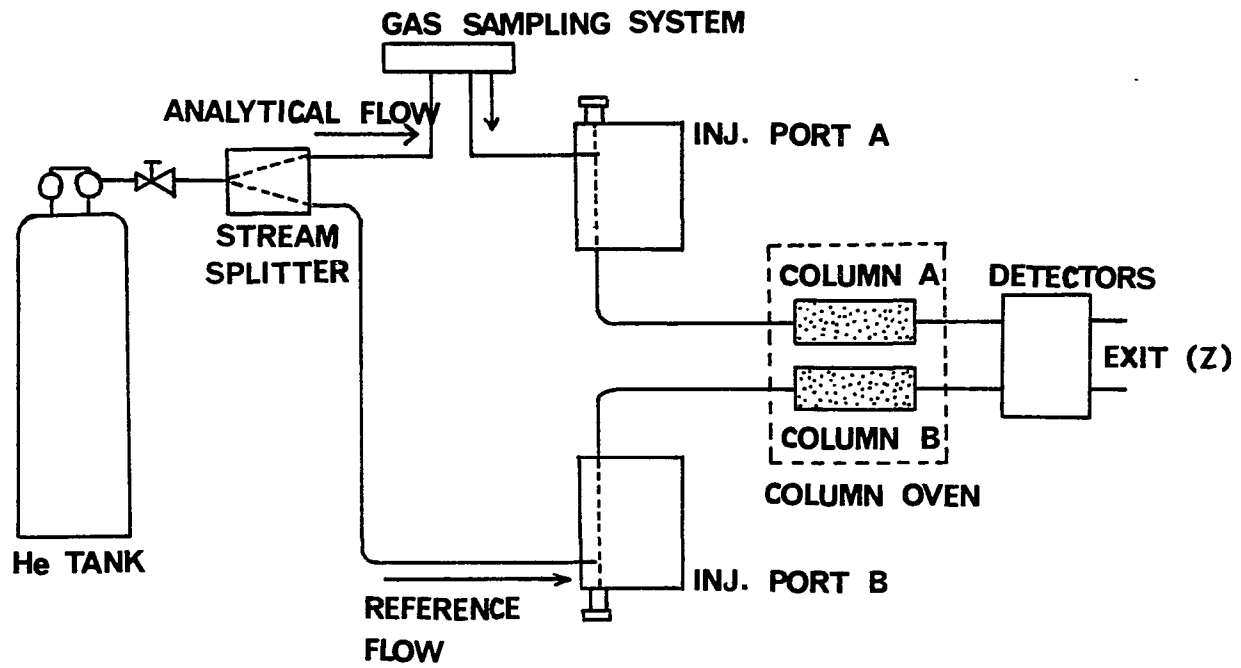 GAS SAMPLING SYSTEM
ANALYTICAL FLOW
INJ. PORT A
STREAM
SPLITTER
COLUMN A
DETECTORS
EXIT (Z)
COLUMN B
COLUMN OVEN
He TANK
INJ. PORT B
REFERENCE
FLOW